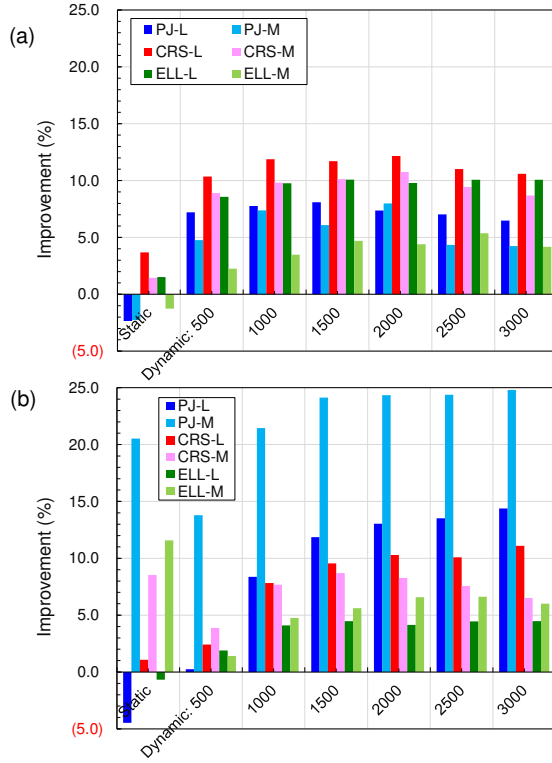 (a)
25.0
20.0
15.0
10.0
5.0
0.0
(5.0)
Improvement (%)
PJ-L PJ-M
CRS-L CRS-M
ELL-L ELL-M
Static Dynamic: 500 1000 1500 2000 2500 3000
(b)
25.0
20.0
15.0
10.0
5.0
0.0
(5.0)
Improvement (%)
PJ-L
PJ-M
CRS-L
CRS-M
ELL-L
ELL-M
Static Dynamic: 500 1000 1500 2000 2500 3000